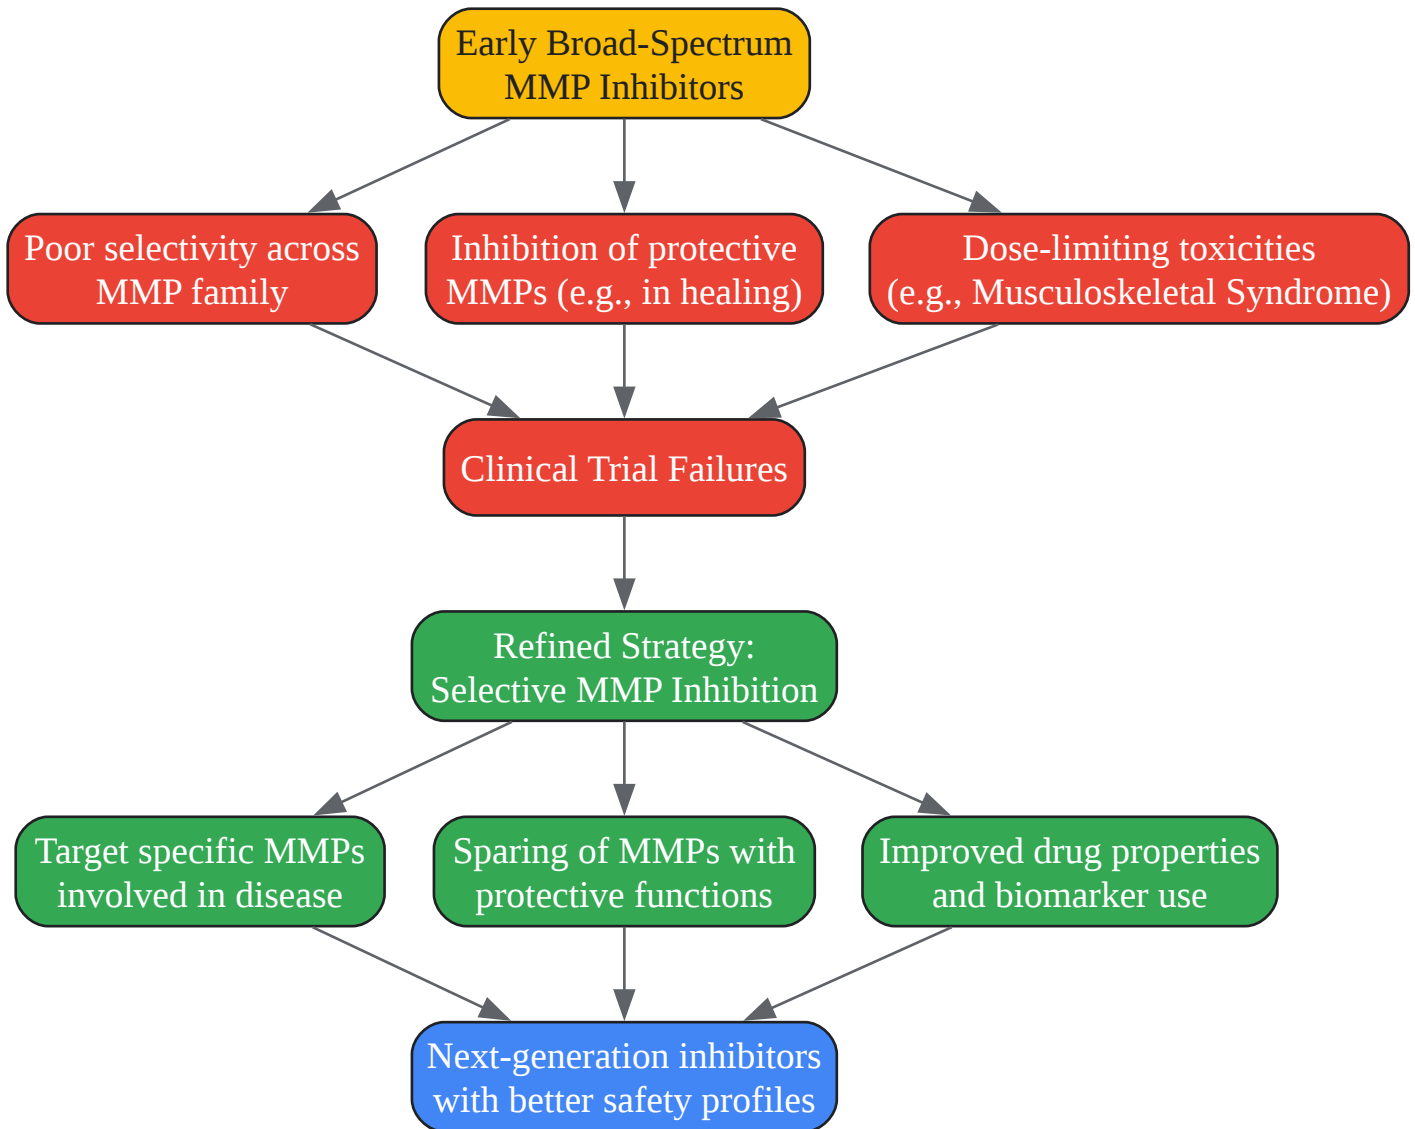 Early Broad-Spectrum
MMP Inhibitors
Poor selectivity across
MMP family
Inhibition of protective
MMPs (e.g., in healing)
Dose-limiting toxicities
(e.g., Musculoskeletal Syndrome)
Clinical Trial Failures
Refined Strategy:
Selective MMP Inhibition
Target specific MMPs
involved in disease
Sparing of MMPs with
protective functions
Improved drug properties
and biomarker use
Next-generation inhibitors
with better safety profiles